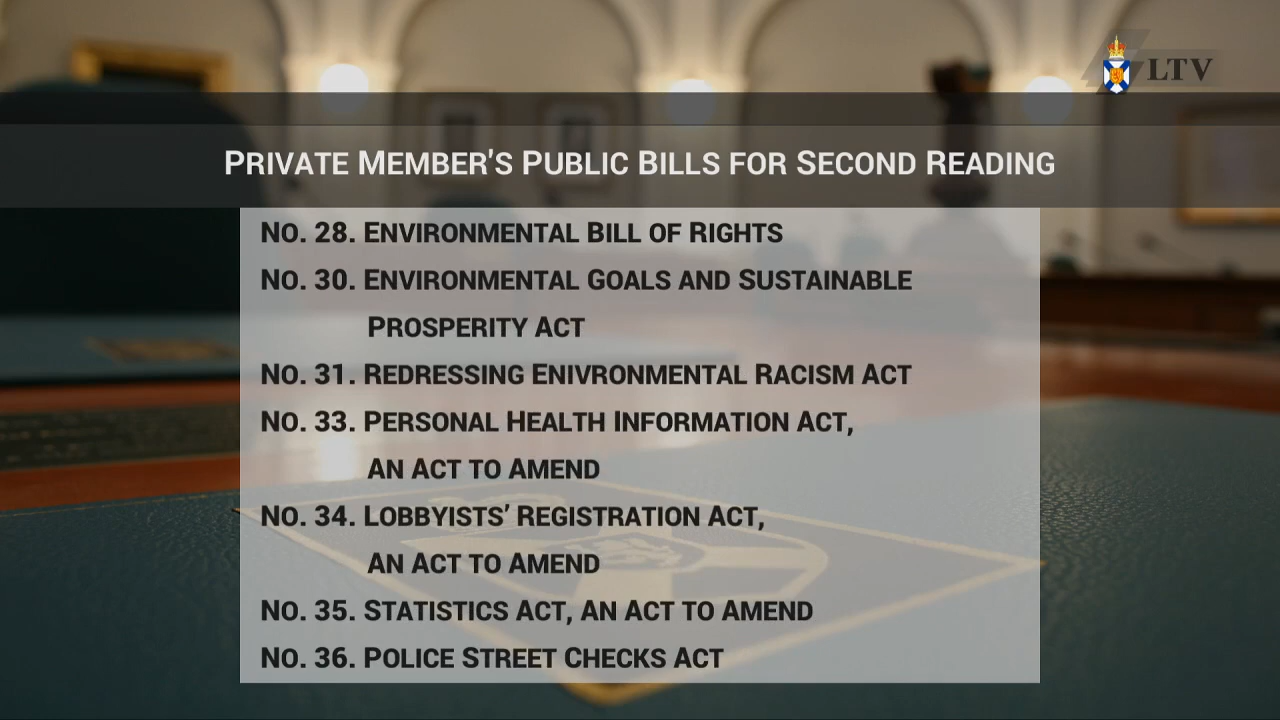 LTV
PRIVATE MEMBER'S PUBLIC BILLS FOR SECOND READING
NO. 28. ENVIRONMENTAL BILL OF RIGHTS
NO. 30. ENVIRONMENTAL GOALS AND SUSTAINABLE
PROSPERITY ACT
NO. 31. REDRESSING ENIVRONMENTAL RACISM ACT
NO. 33. PERSONAL HEALTH INFORMATION ACT,
AN ACT TO AMEND
NO. 34. LOBBYISTS’ REGISTRATION ACT,
AN ACT TO AMEND
NO. 35. STATISTICS ACT, AN ACT TO AMEND
NO. 36. POLICE STREET CHECKS ACT